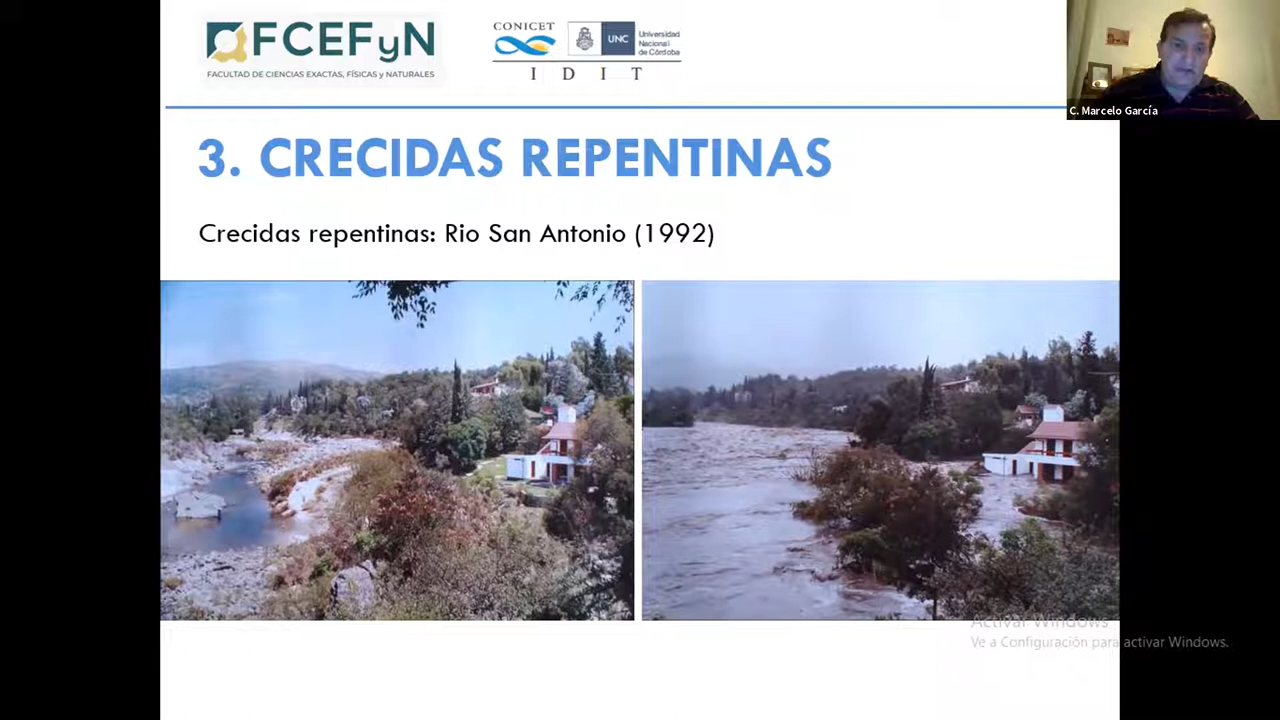 FCEFyN
FACULTAD DE CIENCIAS EXACTAS, FÍSICAS y NATURALES
CONICET
UNC
Universidad
Nacional
de Córdoba
I D I T
C. Marcelo García
3. CRECIDAS REPENTINAS
Crecidas repentinas: Rio San Antonio (1992)
Activar Windows
Ve a Configuración para activar Windows.